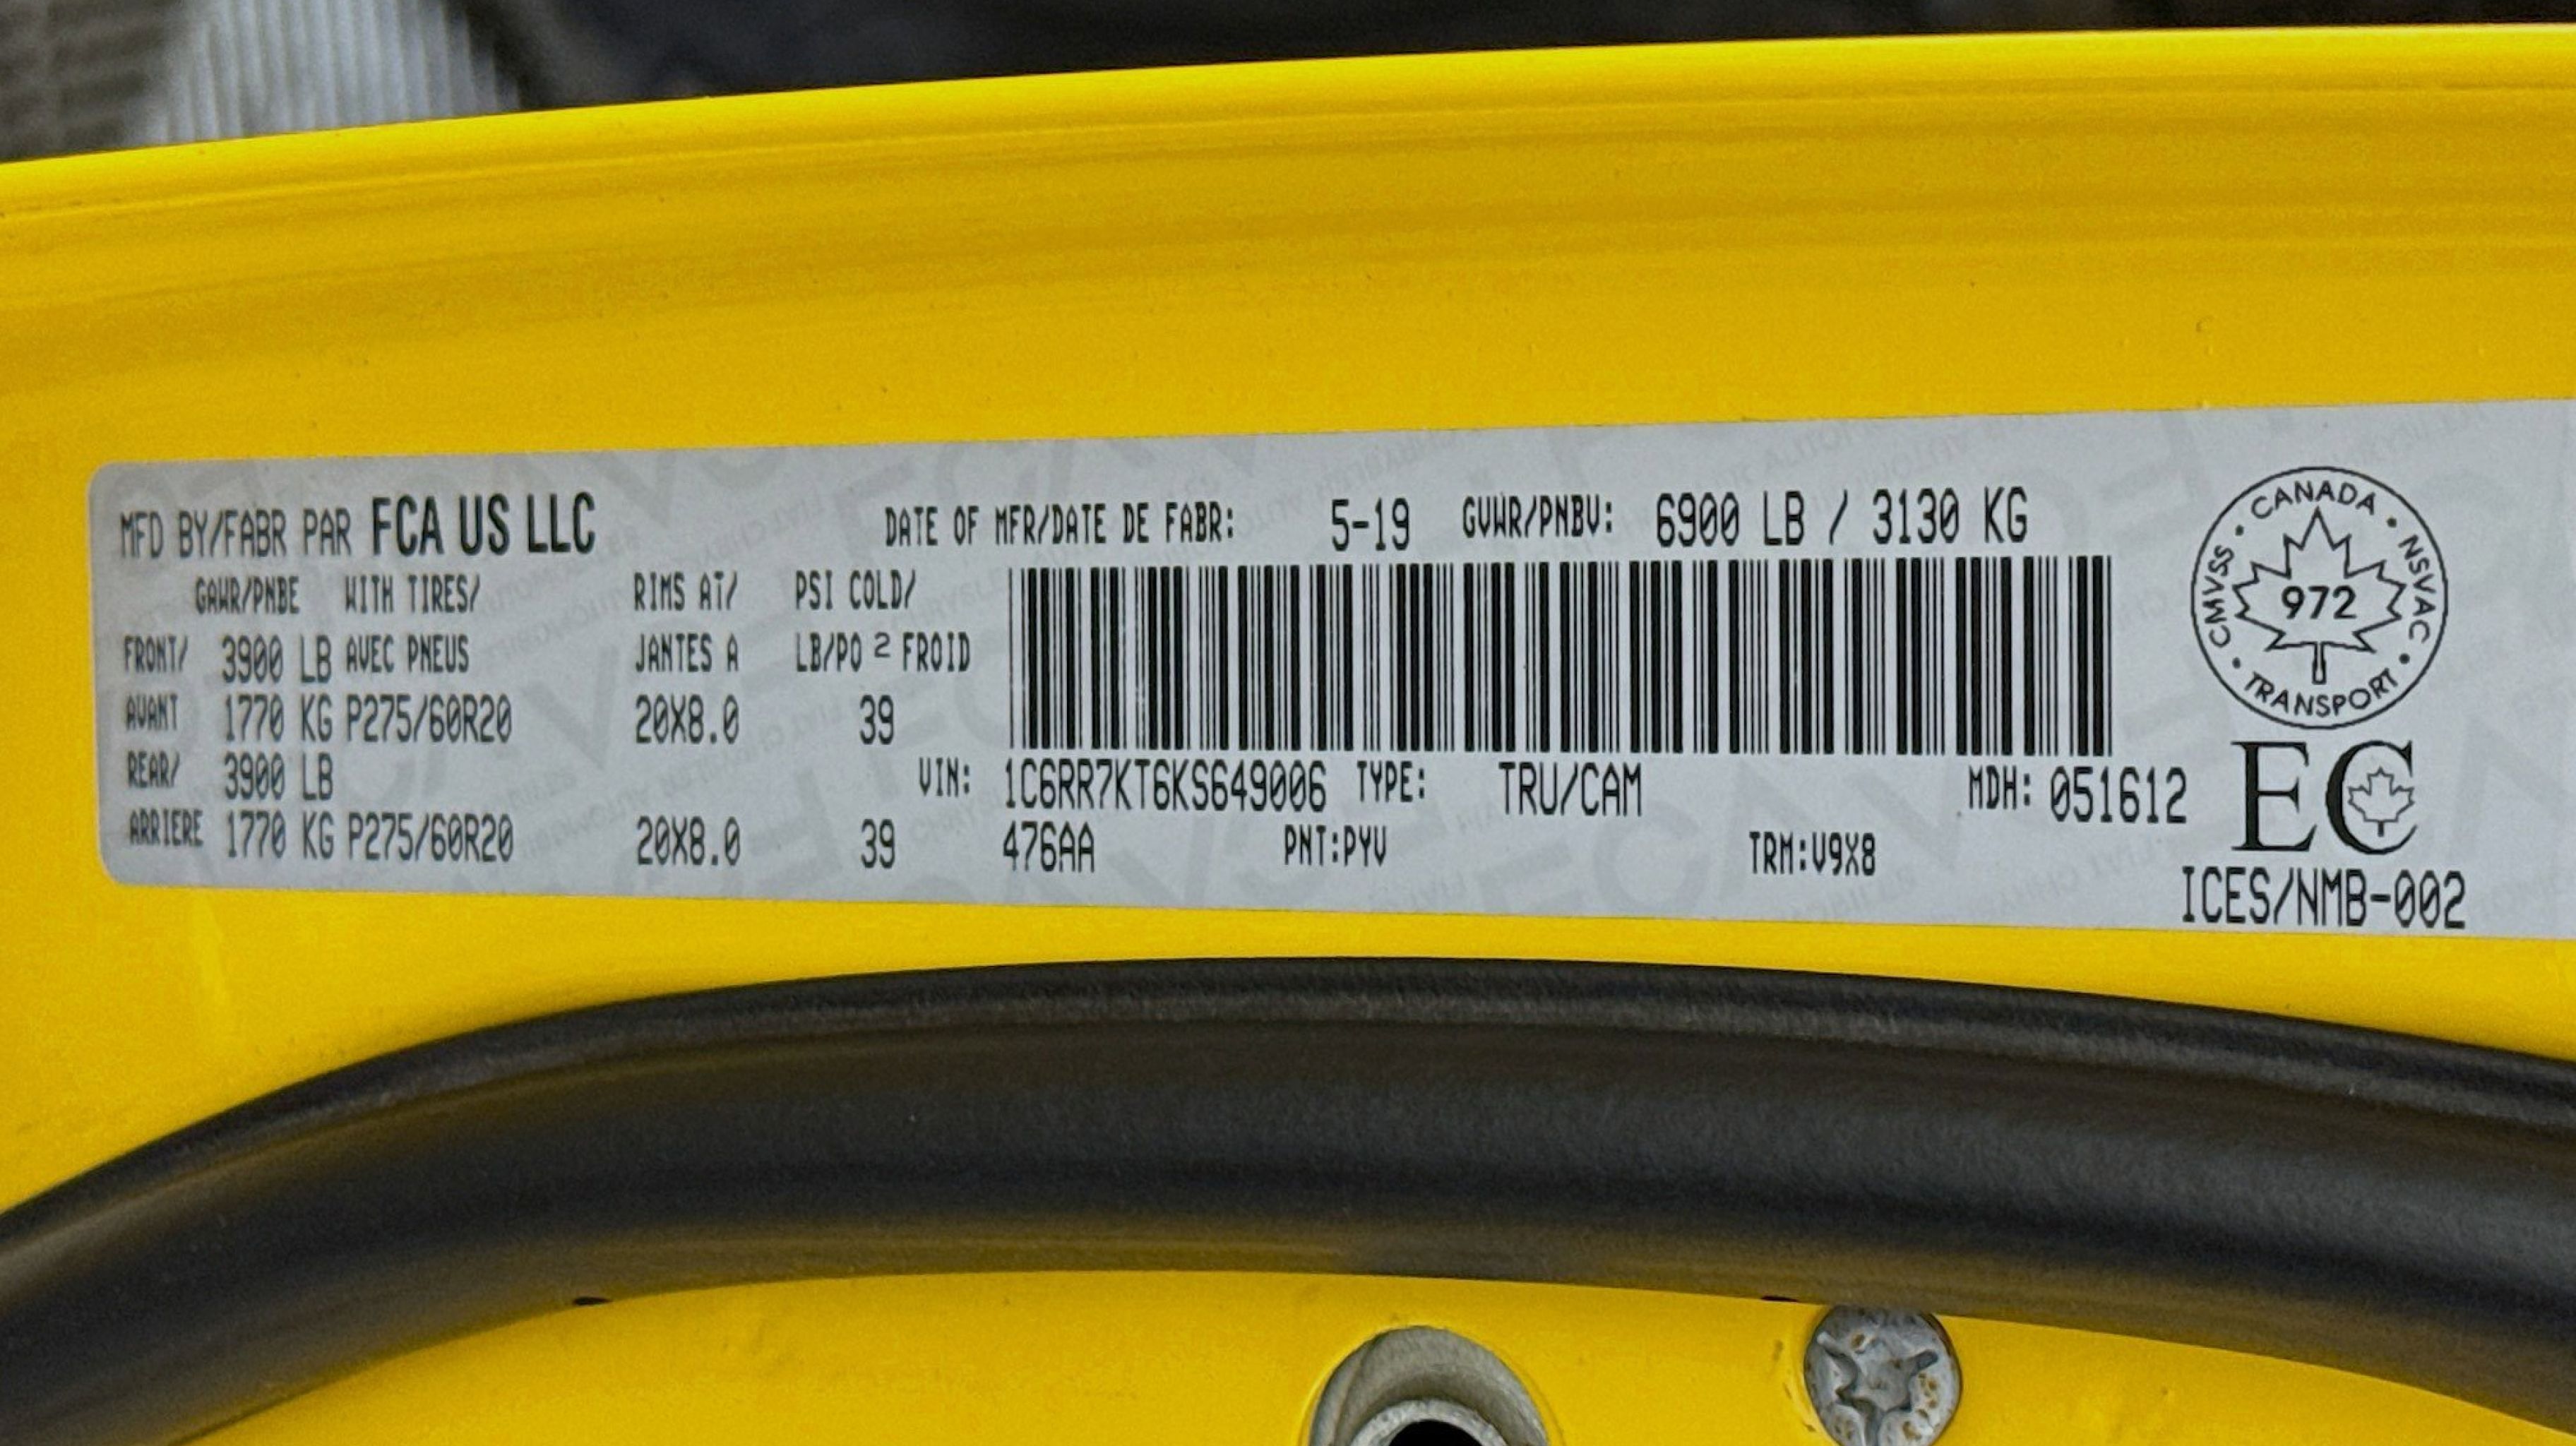 MFD BY/FABR PAR FCA US LLC DATE OF MFR/DATE DE FABR: 5-19 GVWR/PNBV: 6900 LB / 3130 KG
GAWR/PNBE WITH TIRES/ RIMS AT/ PSI COLD/
FRONT/ 3900 LB AVEC PNEUS JANTES A LB/PO 2 FROID
AVANT 1770 KG P275/60R20 20X8.0 39
REAR/ 3900 LB
ARRIERE 1770 KG P275/60R20 20X8.0 39
VIN: 1C6RR7KT6KS649006 TYPE: TRU/CAM MDH: 051612
476AA PNT:PYV TRM:V9X8
CANADA • NSVAC • TRANSPORT • CMVSS •
972
EC
ICES/NMB-002